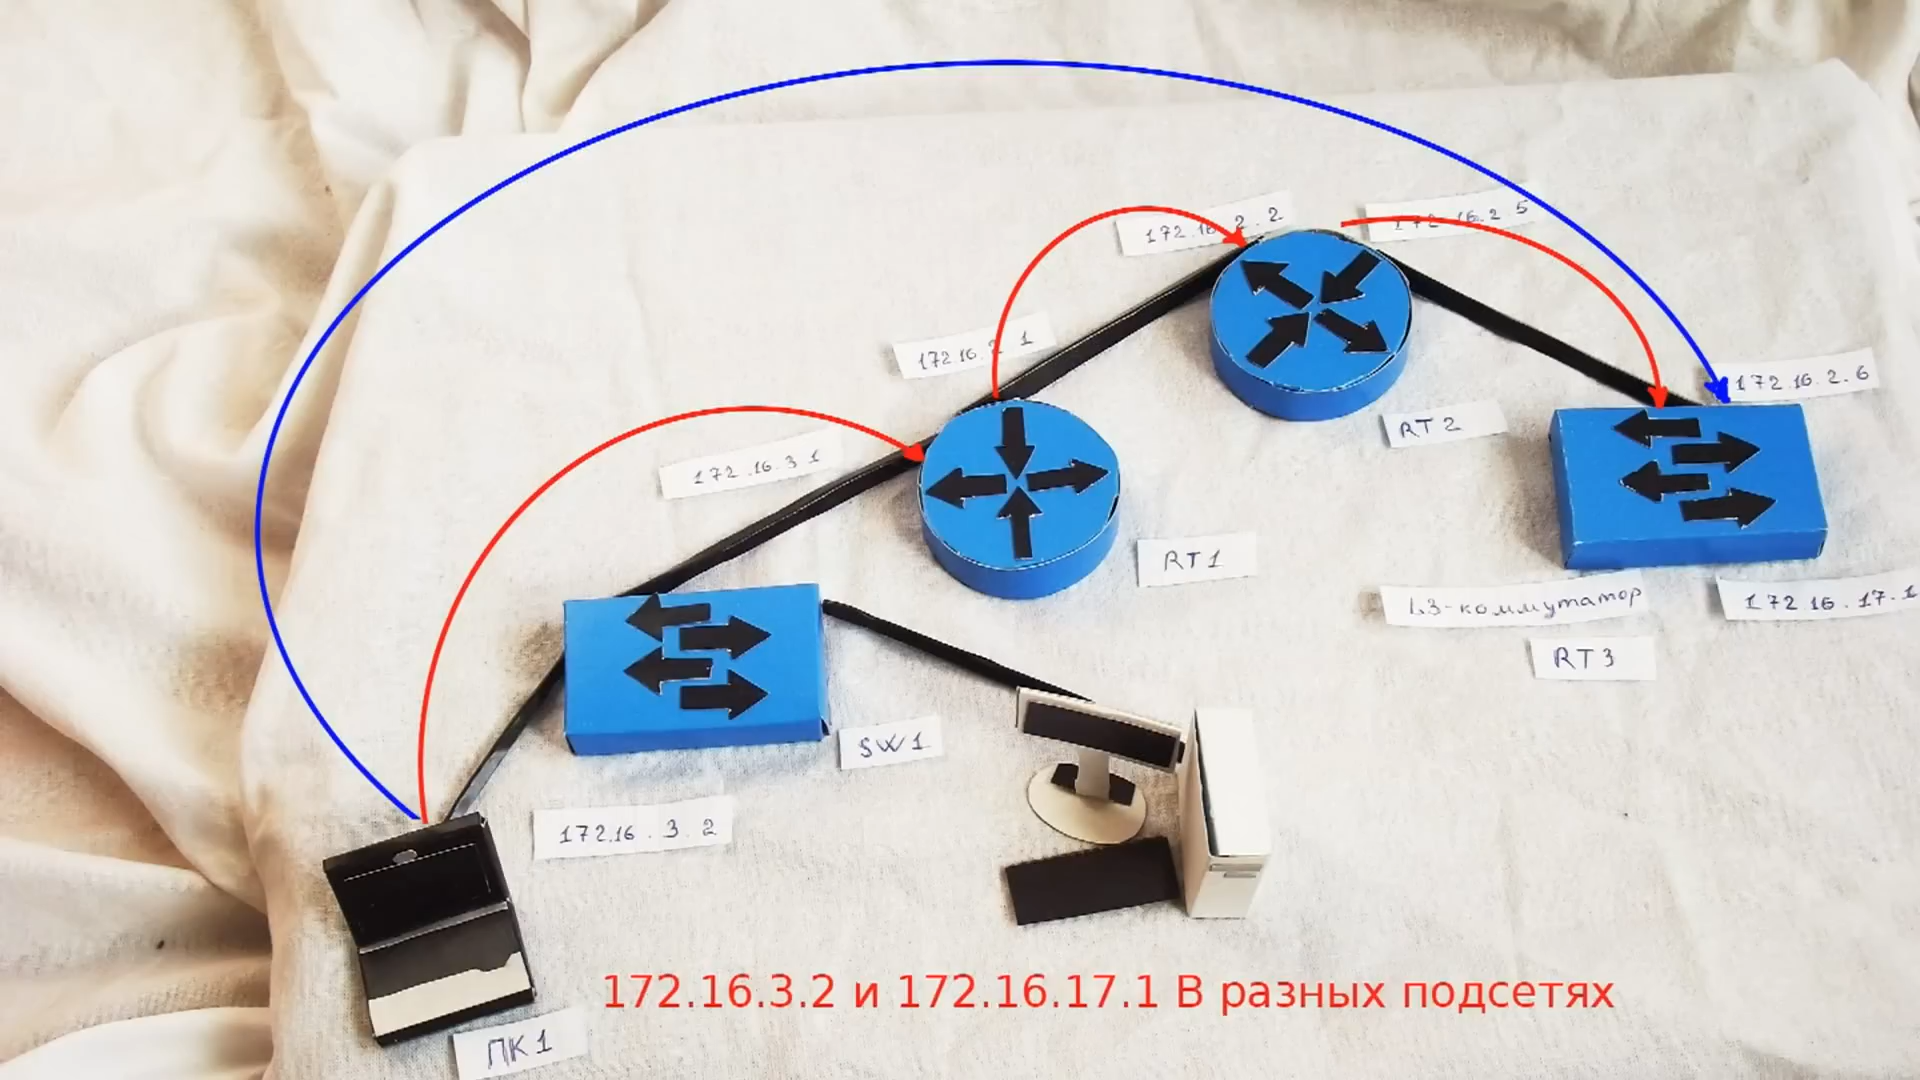 172.16.2.2
172.16.2.5
172.16.2.1
172.16.2.6
RT2
172.16.3.1
RT1
L3-коммутатор
172.16.17.1
RT3
SW1
172.16.3.2
172.16.3.2 и 172.16.17.1 В разных подсетях
ПК1